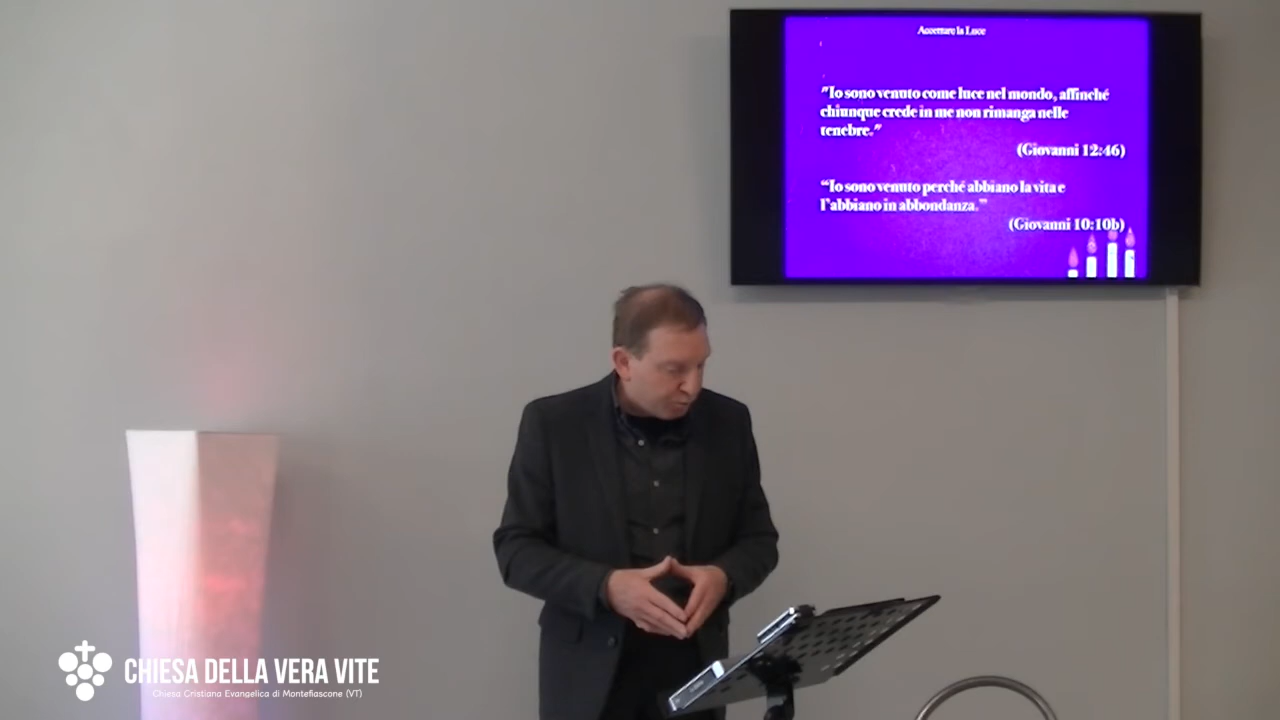 Accettare la Luce
"Io sono venuto come luce nel mondo, affinché
chiunque crede in me non rimanga nelle
tenebre."
(Giovanni 12:46)
“Io sono venuto perché abbiano la vita e
l'abbiano in abbondanza.”
(Giovanni 10:10b)
CHIESA DELLA VERA VITE
Chiesa Cristiana Evangelica di Montefiascone (VT)